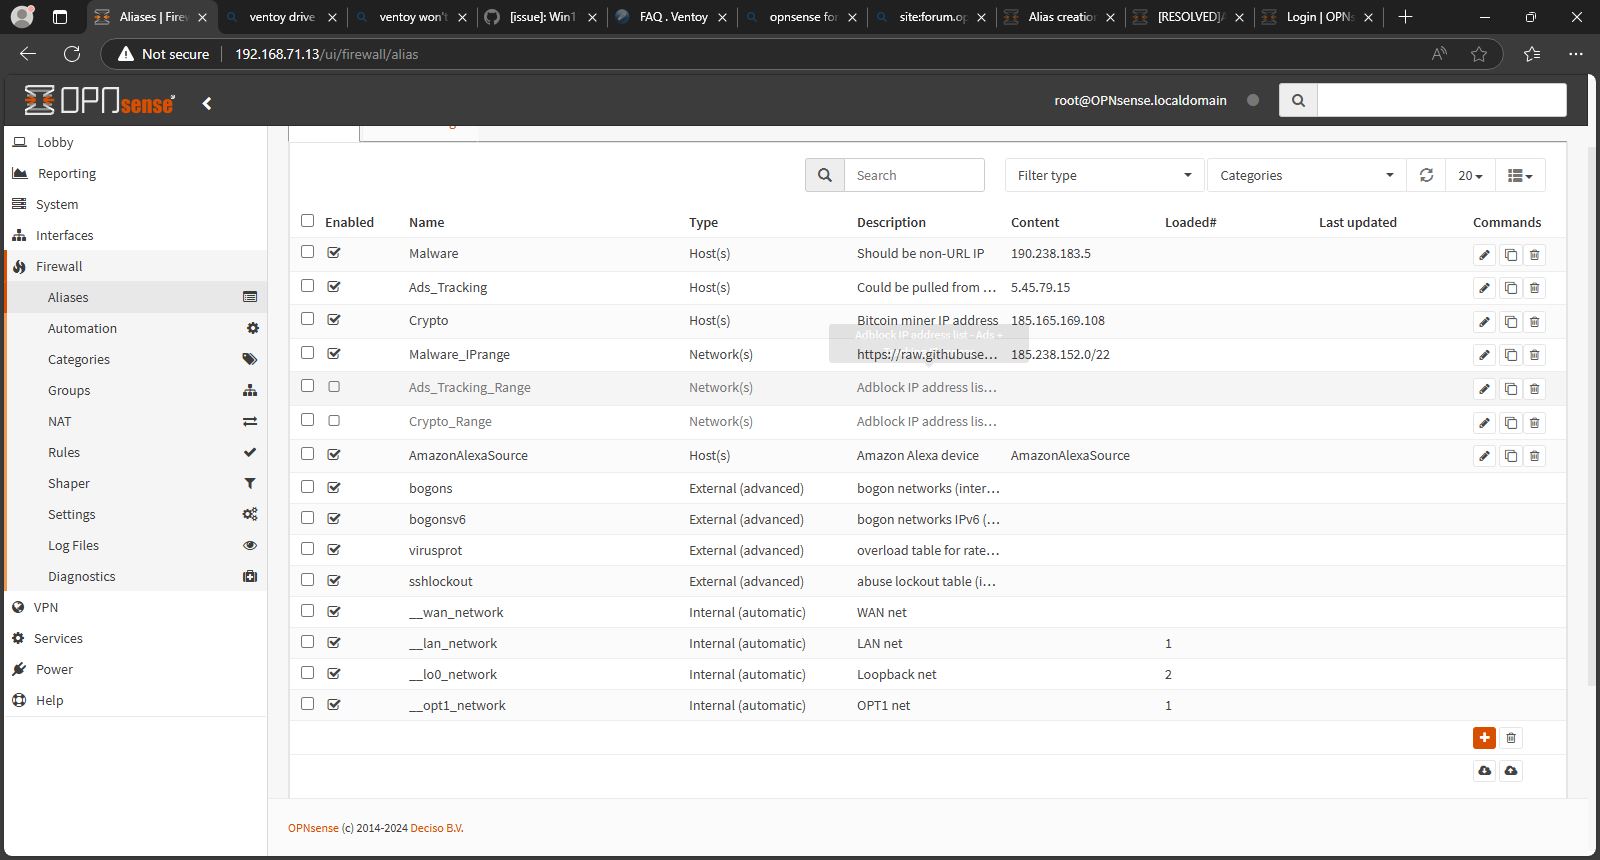 Aliases | Firew
ventoy drive
ventoy won't
[issue]: Win1
FAQ . Ventoy
opnsense for
site:forum.op
Alias creation
[RESOLVED]
Login | OPNs
Not secure
192.168.71.13/ui/firewall/alias
OPNsense
root@OPNsense.localdomain
Lobby
Reporting
System
Interfaces
Firewall
Aliases
Automation
Categories
Groups
NAT
Rules
Shaper
Settings
Log Files
Diagnostics
VPN
Services
Power
Help
Search
Filter type
Categories
20
Enabled Name Type Description Content Loaded# Last updated Commands
Malware Host(s) Should be non-URL IP 190.238.183.5
Ads_Tracking Host(s) Could be pulled from ... 5.45.79.15
Crypto Host(s) Bitcoin miner IP address 185.165.169.108
Adblock IP address list - Ads +
Malware_IPrange Network(s) https://raw.githubuse... 185.238.152.0/22
Ads_Tracking_Range Network(s) Adblock IP address lis...
Crypto_Range Network(s) Adblock IP address lis...
AmazonAlexaSource Host(s) Amazon Alexa device AmazonAlexaSource
bogons External (advanced) bogon networks (inter...
bogonsv6 External (advanced) bogon networks IPv6 (...
virusprot External (advanced) overload table for rate...
sshlockout External (advanced) abuse lockout table (i...
__wan_network Internal (automatic) WAN net
__lan_network Internal (automatic) LAN net 1
__lo0_network Internal (automatic) Loopback net 2
__opt1_network Internal (automatic) OPT1 net 1
OPNsense (c) 2014-2024 Deciso B.V.